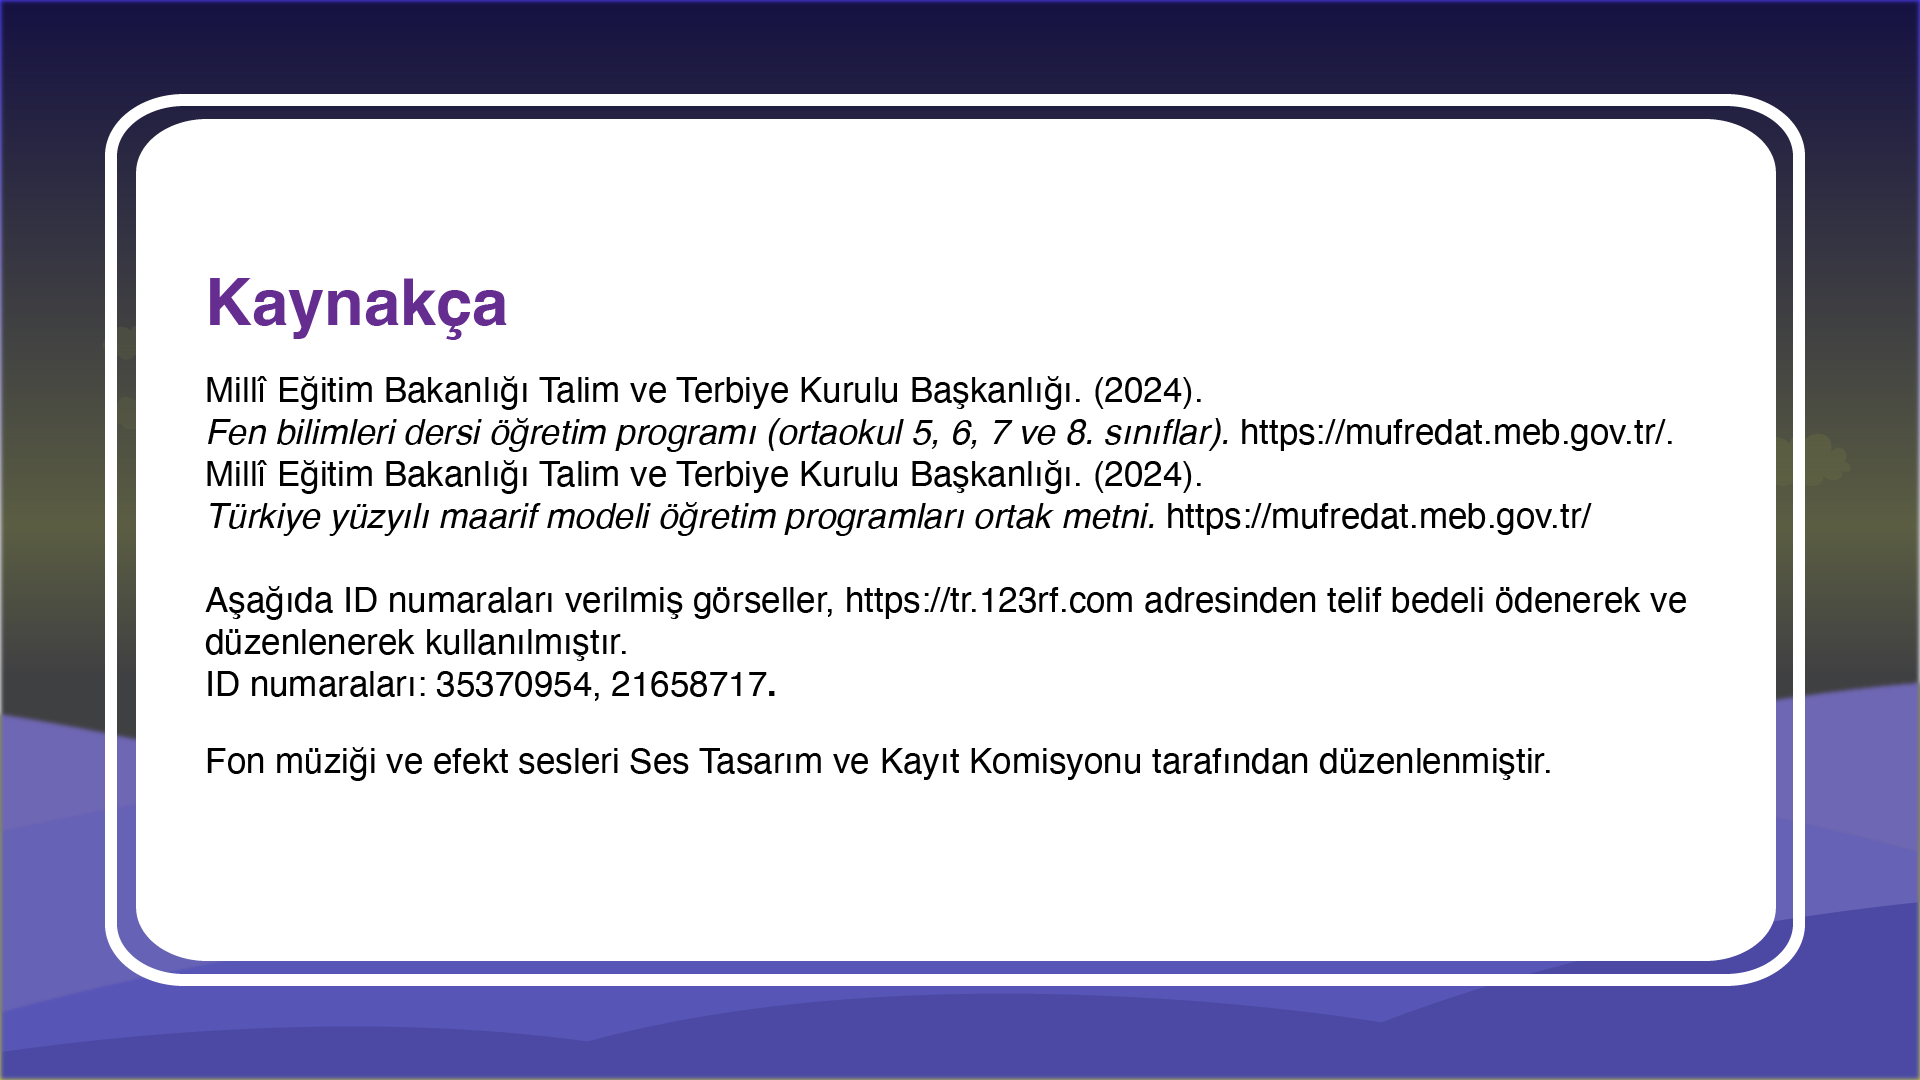 Kaynakça
Millî Eğitim Bakanlığı Talim ve Terbiye Kurulu Başkanlığı. (2024).
Fen bilimleri dersi öğretim programı (ortaokul 5, 6, 7 ve 8. sınıflar). https://mufredat.meb.gov.tr/.
Millî Eğitim Bakanlığı Talim ve Terbiye Kurulu Başkanlığı. (2024).
Türkiye yüzyılı maarif modeli öğretim programları ortak metni. https://mufredat.meb.gov.tr/
Aşağıda ID numaraları verilmiş görseller, https://tr.123rf.com adresinden telif bedeli ödenerek ve
düzenlenerek kullanılmıştır.
ID numaraları: 35370954, 21658717.
Fon müziği ve efekt sesleri Ses Tasarım ve Kayıt Komisyonu tarafından düzenlenmiştir.